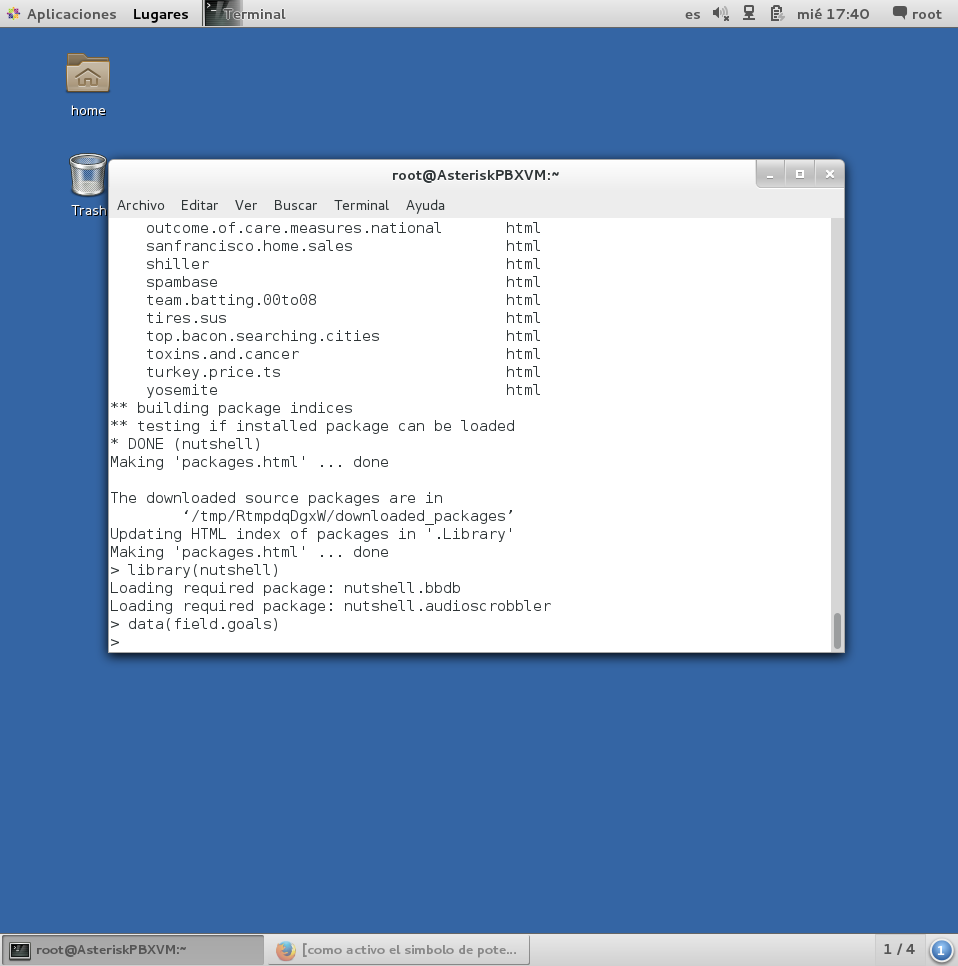 Aplicaciones Lugares Terminal es mié 17:40 root
home
Trash
root@AsteriskPBXVM:~
Archivo Editar Ver Buscar Terminal Ayuda
outcome.of.care.measures.national html
sanfrancisco.home.sales html
shiller html
spambase html
team.batting.00to08 html
tires.sus html
top.bacon.searching.cities html
toxins.and.cancer html
turkey.price.ts html
yosemite html
** building package indices
** testing if installed package can be loaded
* DONE (nutshell)
Making 'packages.html' ... done
The downloaded source packages are in
‘/tmp/RtmpdqDgxW/downloaded_packages’
Updating HTML index of packages in '.Library'
Making 'packages.html' ... done
> library(nutshell)
Loading required package: nutshell.bbdb
Loading required package: nutshell.audioscrobbler
> data(field.goals)
>
root@AsteriskPBXVM:~ [como activo el simbolo de pote... 1 / 4 1